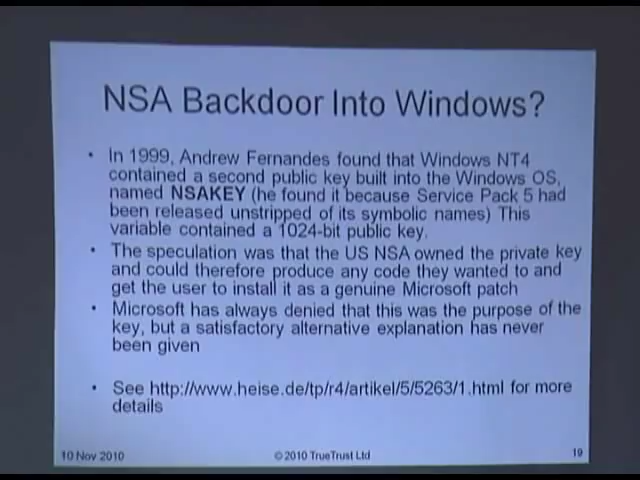 NSA Backdoor Into Windows?
• In 1999, Andrew Fernandes found that Windows NT4
contained a second public key built into the Windows OS,
named NSAKEY (he found it because Service Pack 5 had
been released unstripped of its symbolic names) This
variable contained a 1024-bit public key.
• The speculation was that the US NSA owned the private key
and could therefore produce any code they wanted to and
get the user to install it as a genuine Microsoft patch
• Microsoft has always denied that this was the purpose of the
key, but a satisfactory alternative explanation has never
been given
• See http://www.heise.de/tp/r4/artikel/5/5263/1.html for more
details
10 Nov 2010 © 2010 TrueTrust Ltd 19